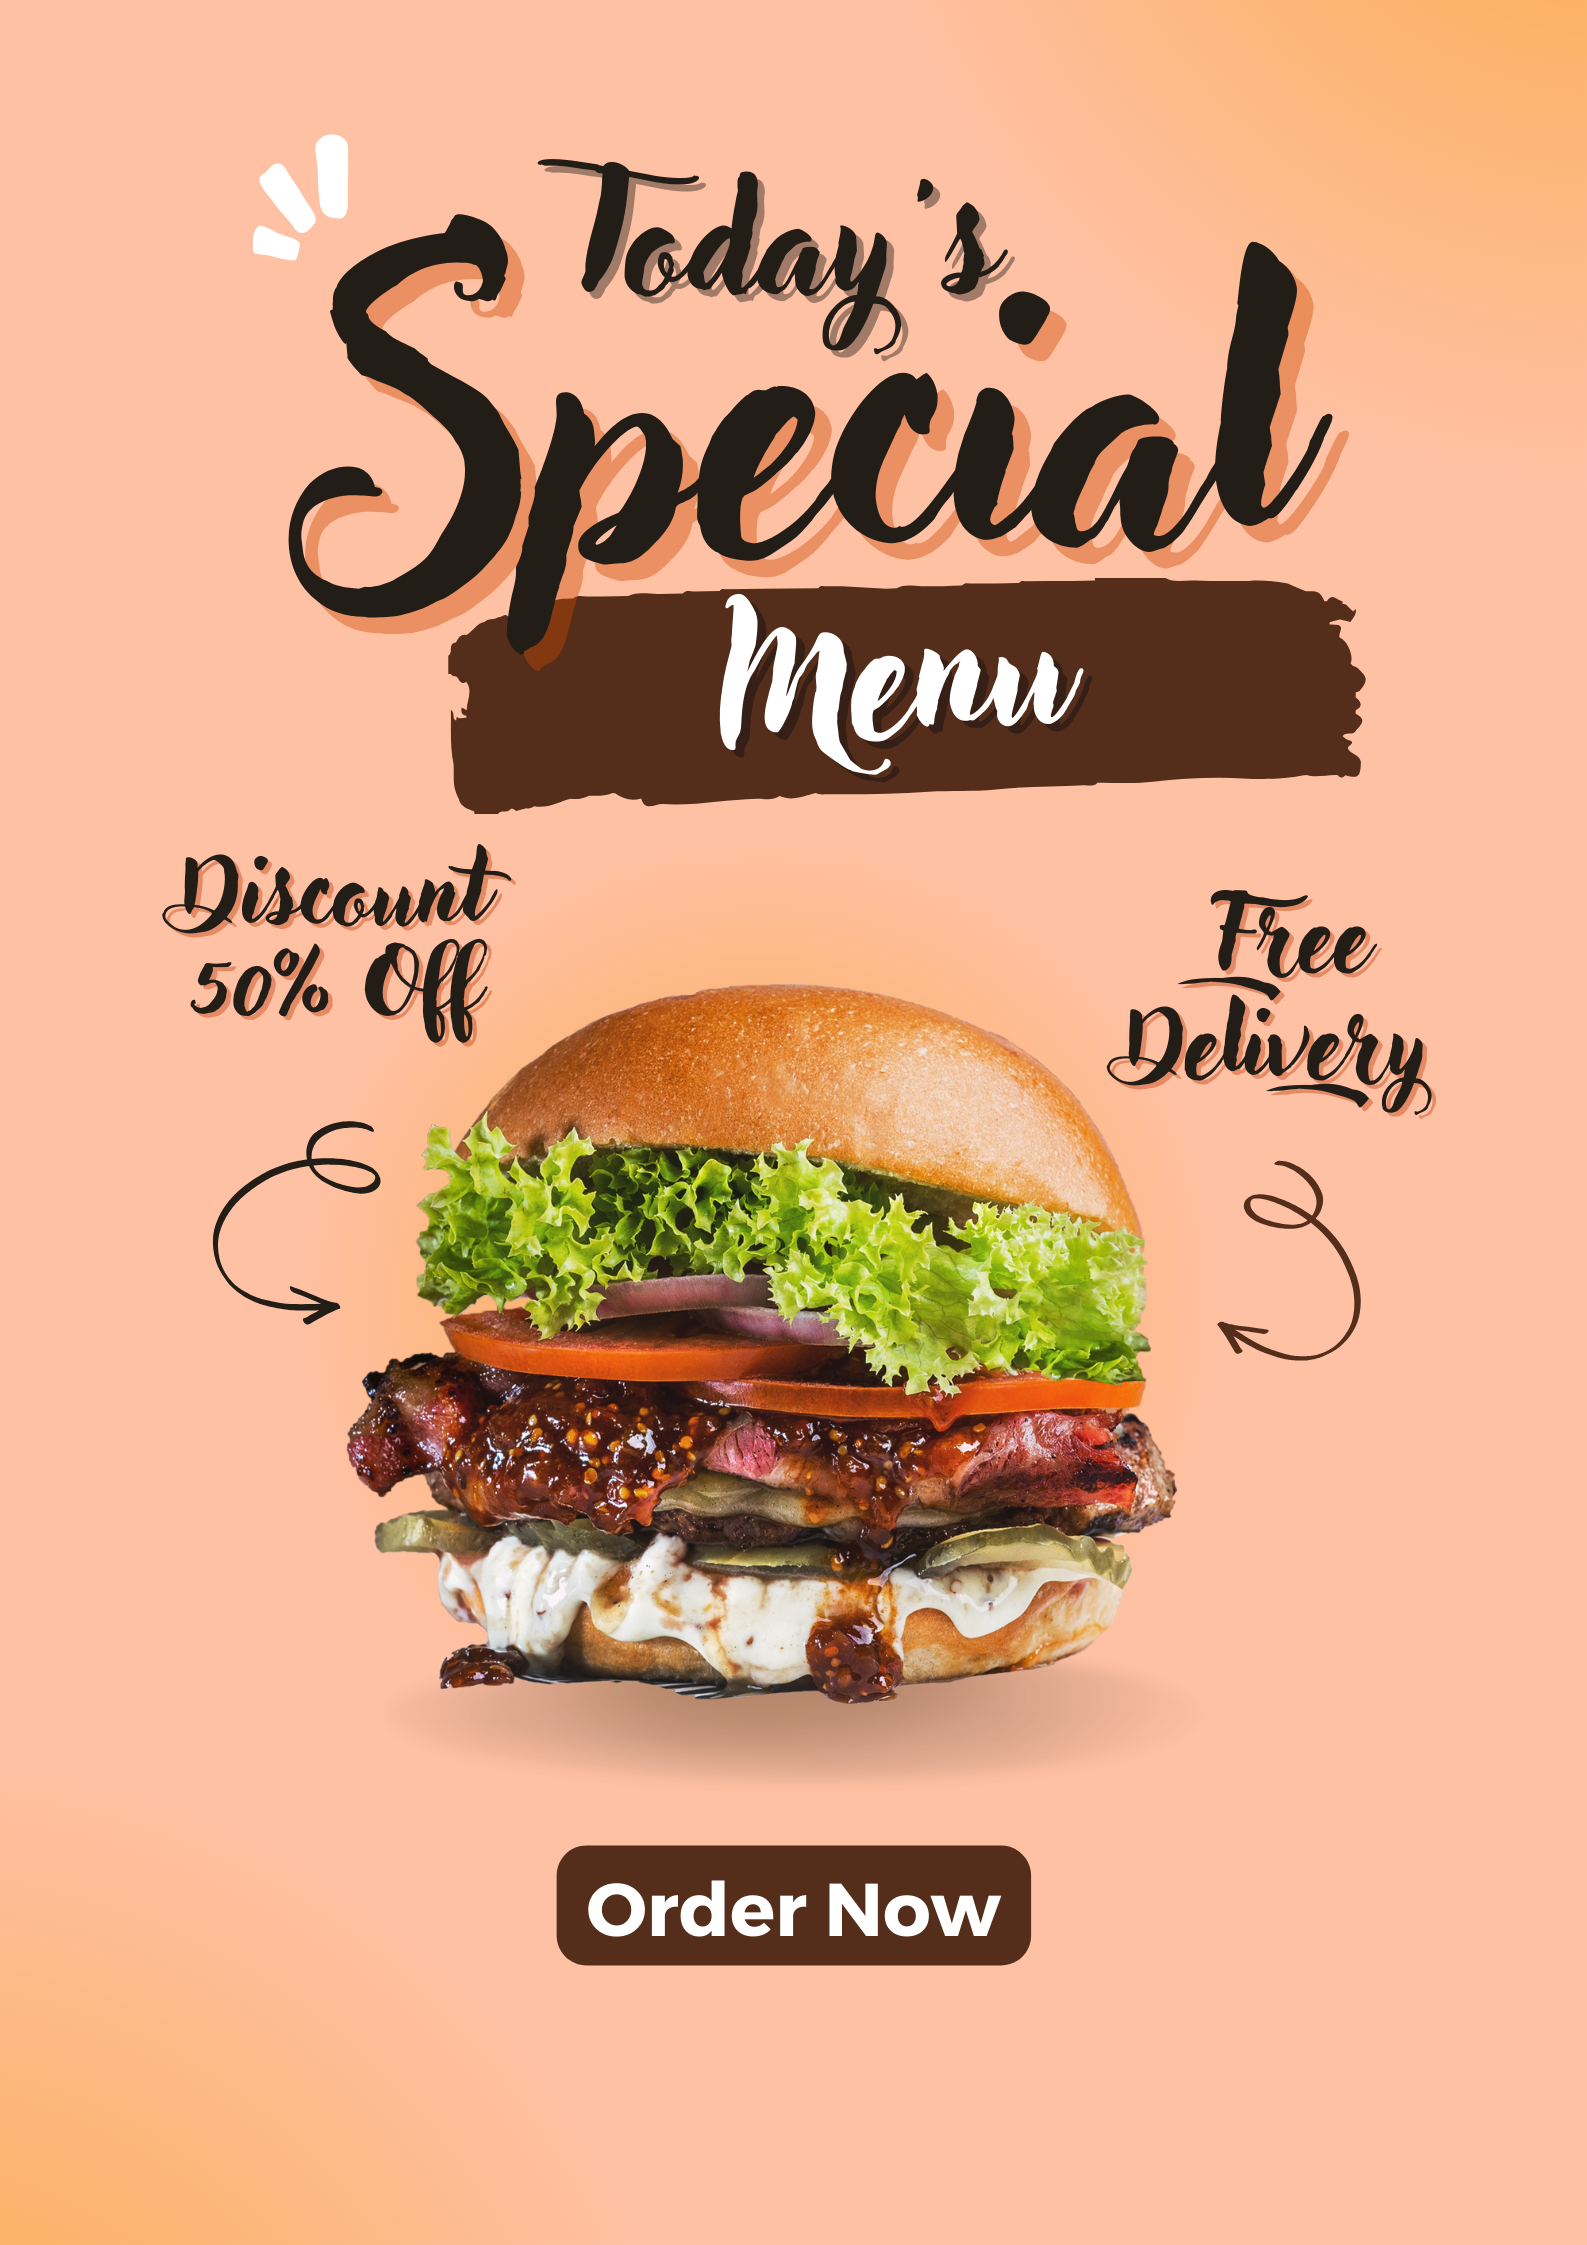 Today's
Special
Menu
Discount
50% Off
Free
Delivery
Order Now